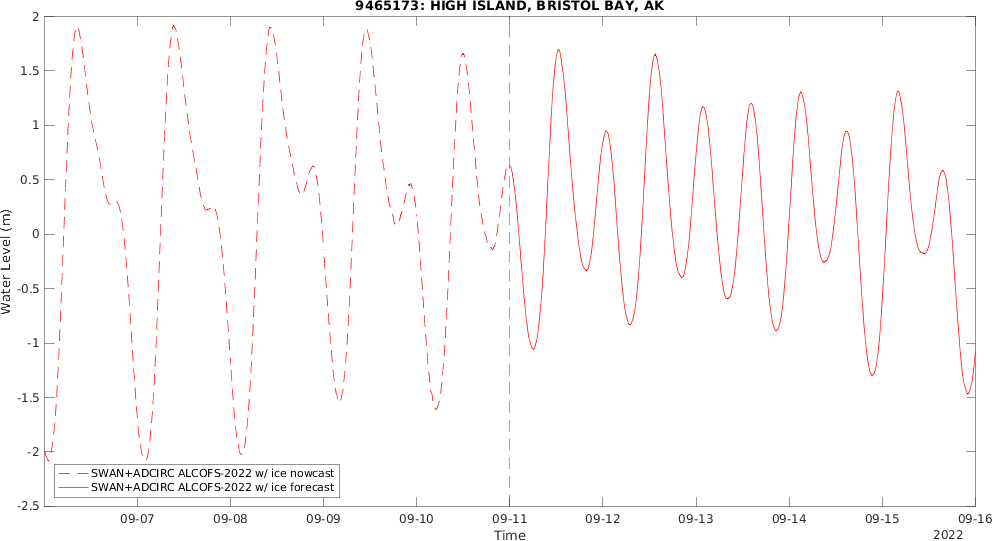 9465173: HIGH ISLAND, BRISTOL BAY, AK
Water Level (m)
2
1.5
1
0.5
0
-0.5
-1
-1.5
-2
-2.5
SWAN+ADCIRC ALCOFS-2022 w/ ice nowcast
SWAN+ADCIRC ALCOFS-2022 w/ ice forecast
09-07 09-08 09-09 09-10 09-11 09-12 09-13 09-14 09-15 09-16
Time
2022